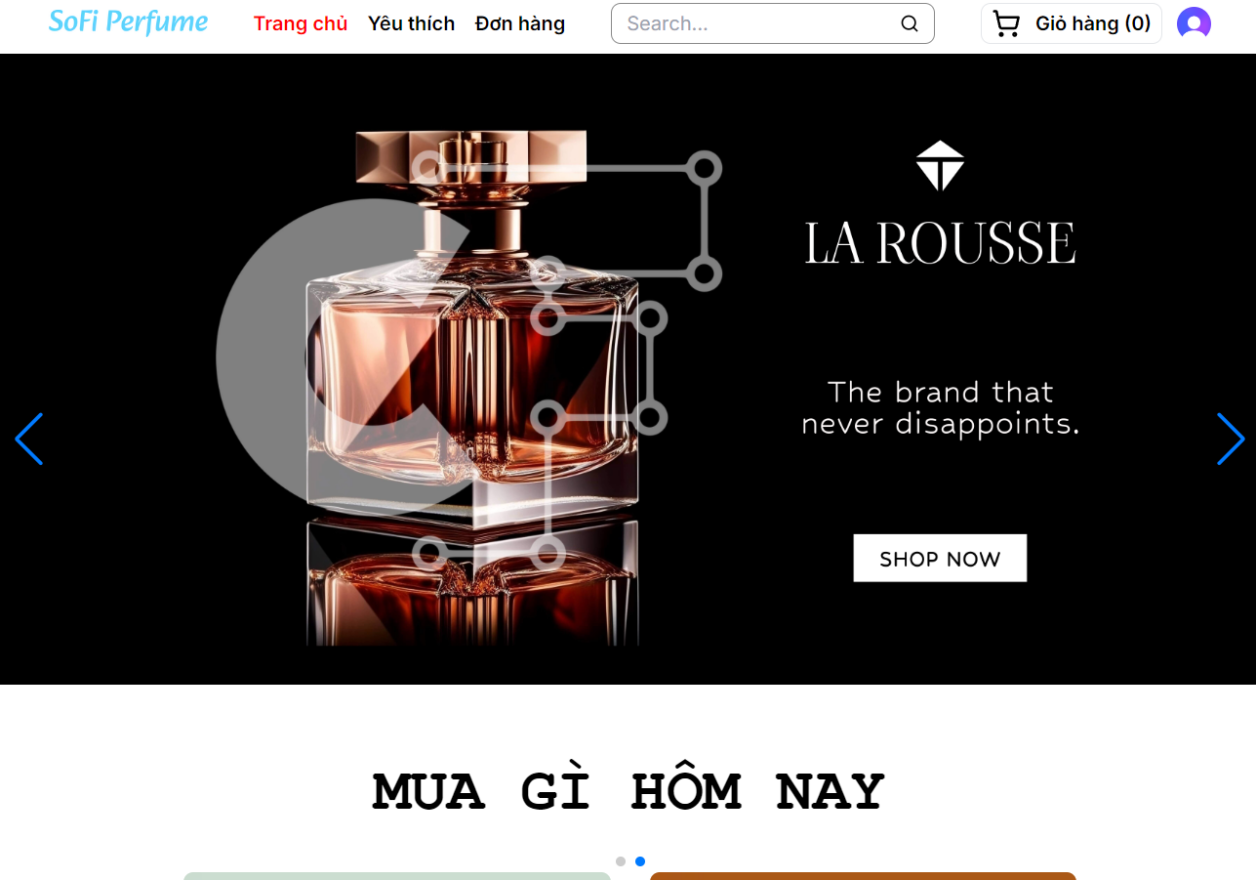 SoFi Perfume
Trang chủ
Yêu thích
Đơn hàng
Search...
Giỏ hàng (0)
LA ROUSSE
The brand that
never disappoints.
SHOP NOW
MUA GÌ HÔM NAY